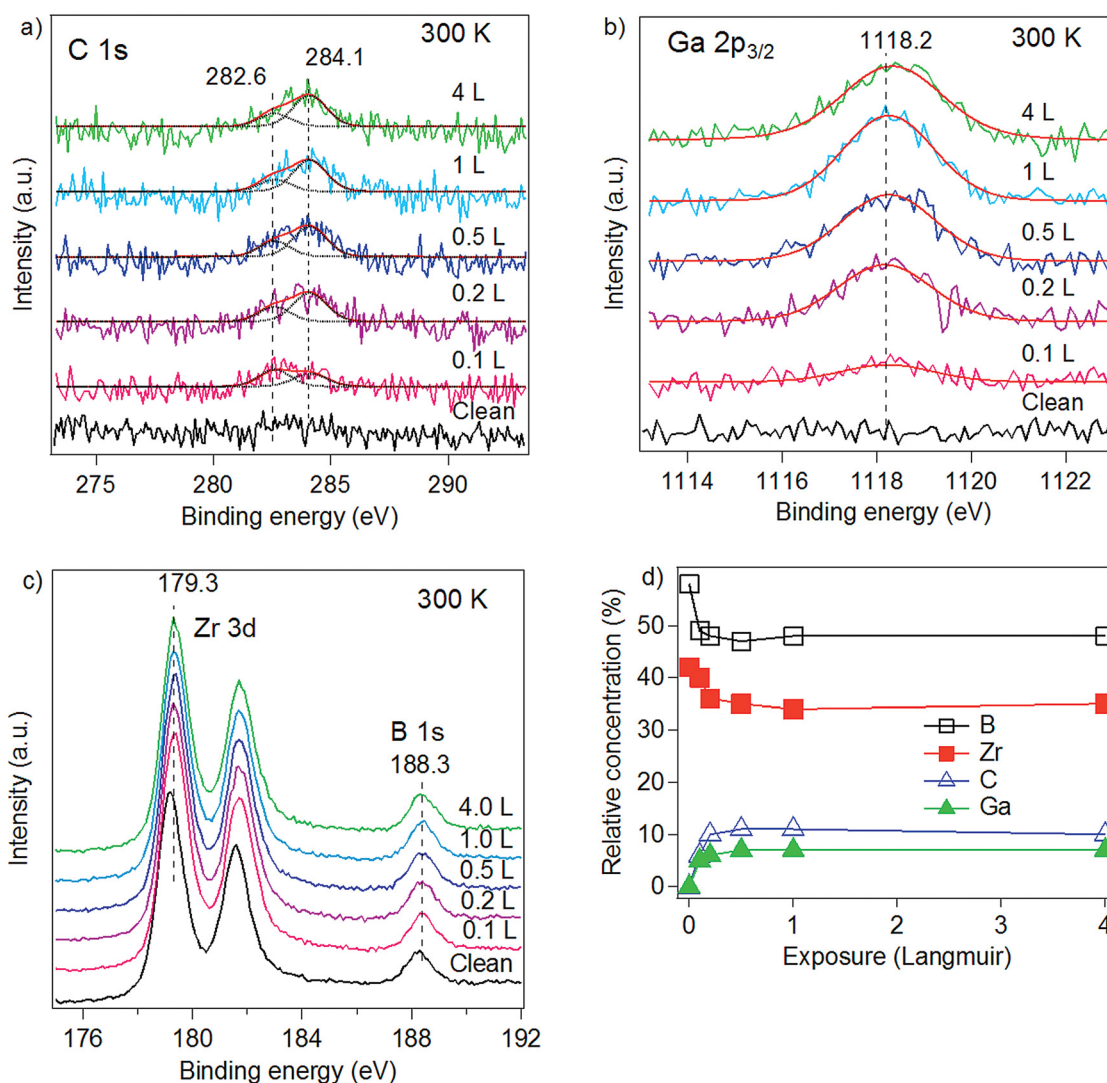 a)
C 1s
300 K
282.6
284.1
4 L
1 L
0.5 L
0.2 L
0.1 L
Clean
Intensity (a.u.)
275 280 285 290
Binding energy (eV)
b)
Ga 2p3/2
1118.2
300 K
4 L
1 L
0.5 L
0.2 L
0.1 L
Clean
Intensity (a.u.)
1114 1116 1118 1120 1122
Binding energy (eV)
c)
179.3
300 K
Zr 3d
B 1s
188.3
4.0 L
1.0 L
0.5 L
0.2 L
0.1 L
Clean
Intensity (a.u.)
176 180 184 188 192
Binding energy (eV)
d)
Relative concentration (%)
50
40
30
20
10
0
B
Zr
C
Ga
0 1 2 3 4
Exposure (Langmuir)